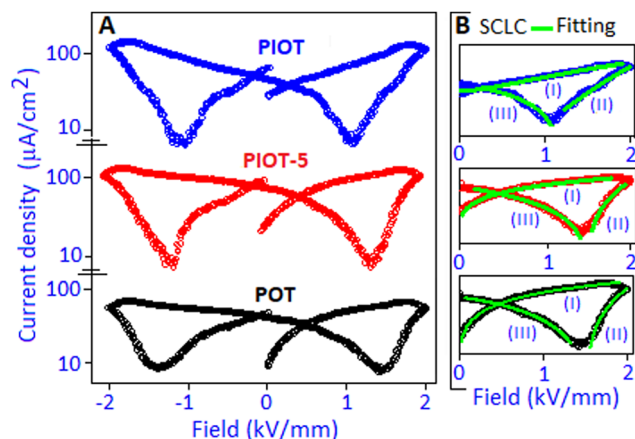 A
PIOT
100
10
PIOT-5
100
10
POT
100
10
Current density (μA/cm²)
-2 -1 0 1 2
Field (kV/mm)
B
SCLC Fitting
(I)
(II)
(III)
0 1 2
(I)
(II)
(III)
0 1 2
(I)
(II)
(III)
0 1 2
Field (kV/mm)